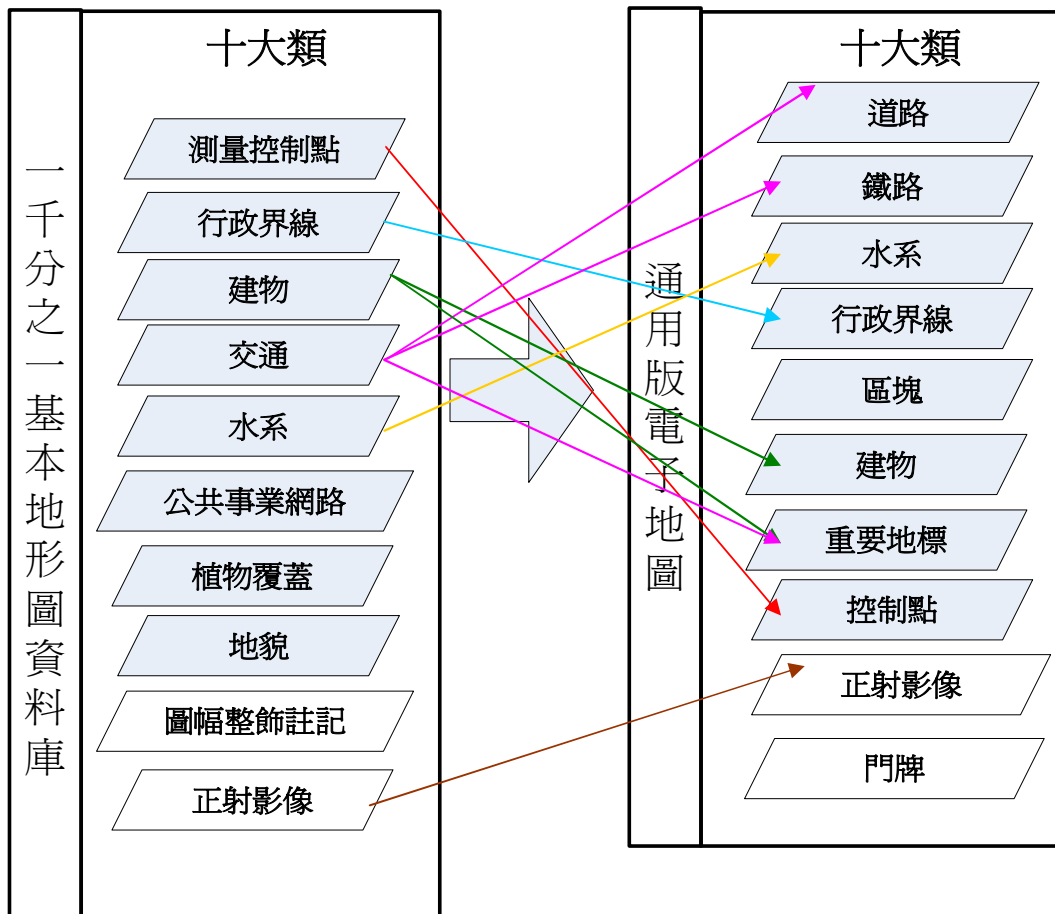 一千分之一基本地形圖資料庫
十大類
測量控制點
行政界線
建物
交通
水系
公共事業網路
植物覆蓋
地貌
圖幅整飾註記
正射影像
通用版電子地圖
十大類
道路
鐵路
水系
行政界線
區塊
建物
重要地標
控制點
正射影像
門牌